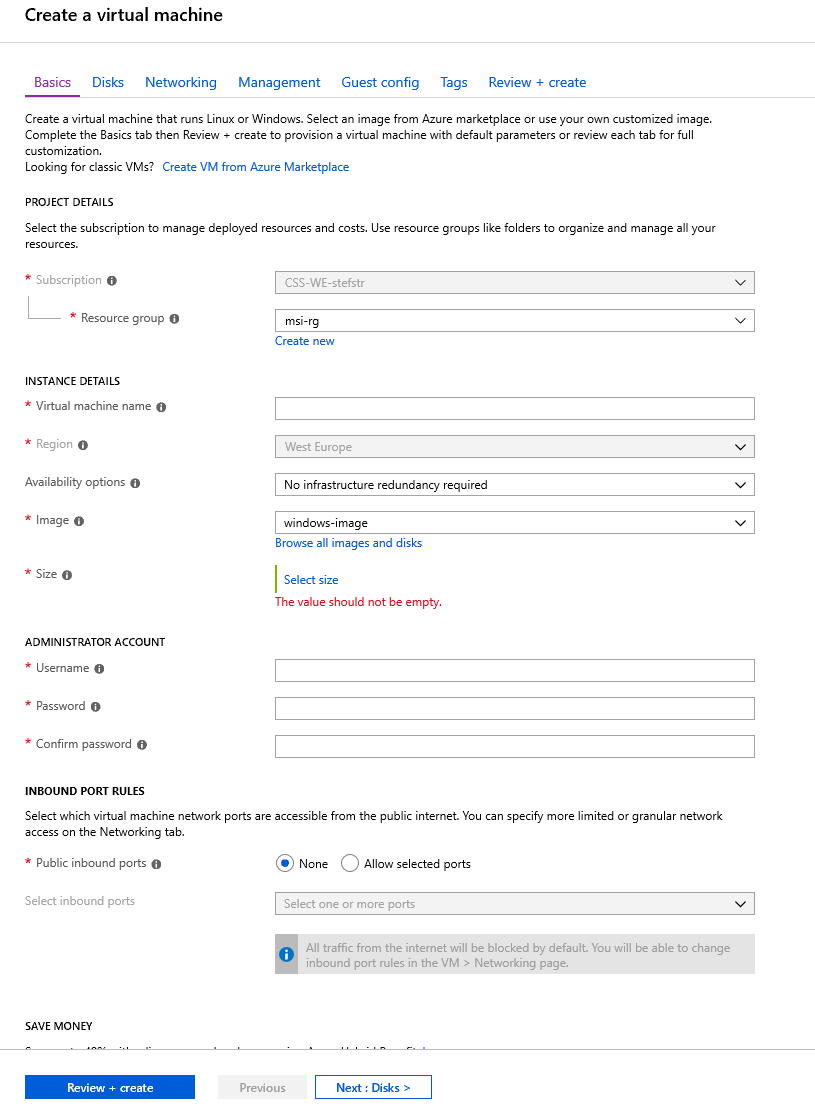 Create a virtual machine
Basics Disks Networking Management Guest config Tags Review + create
Create a virtual machine that runs Linux or Windows. Select an image from Azure marketplace or use your own customized image.
Complete the Basics tab then Review + create to provision a virtual machine with default parameters or review each tab for full
customization.
Looking for classic VMs? Create VM from Azure Marketplace
PROJECT DETAILS
Select the subscription to manage deployed resources and costs. Use resource groups like folders to organize and manage all your
resources.
* Subscription CSS-WE-stefstr
* Resource group msi-rg
Create new
INSTANCE DETAILS
* Virtual machine name
* Region West Europe
Availability options No infrastructure redundancy required
* Image windows-image
Browse all images and disks
* Size Select size
The value should not be empty.
ADMINISTRATOR ACCOUNT
* Username
* Password
* Confirm password
INBOUND PORT RULES
Select which virtual machine network ports are accessible from the public internet. You can specify more limited or granular network
access on the Networking tab.
* Public inbound ports None Allow selected ports
Select inbound ports Select one or more ports
All traffic from the internet will be blocked by default. You will be able to change
inbound port rules in the VM > Networking page.
SAVE MONEY
Review + create Previous Next : Disks >